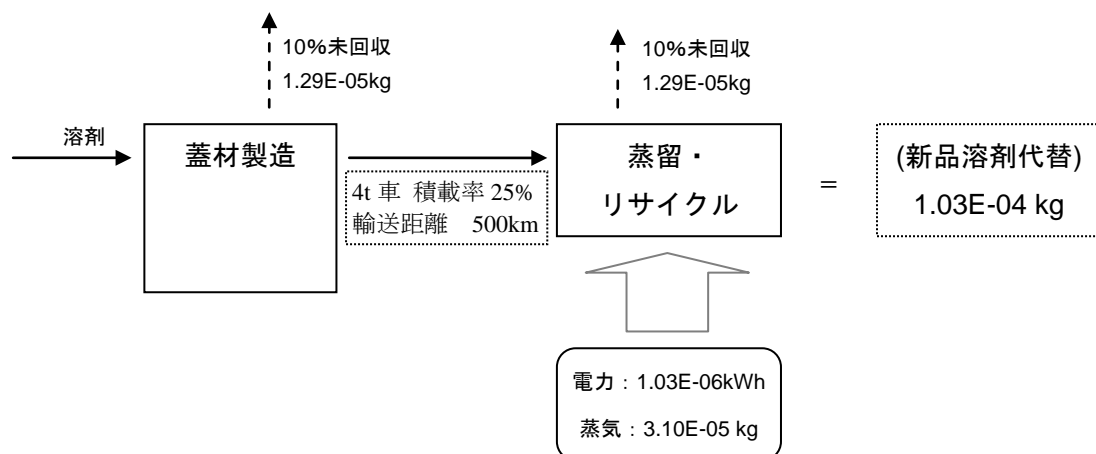 10%未回収
1.29E-05kg
10%未回収
1.29E-05kg
溶剤
蓋材製造
4t 車 積載率 25%
輸送距離 500km
蒸留・
リサイクル
=
(新品溶剤代替)
1.03E-04 kg
電力：1.03E-06kWh
蒸気：3.10E-05 kg